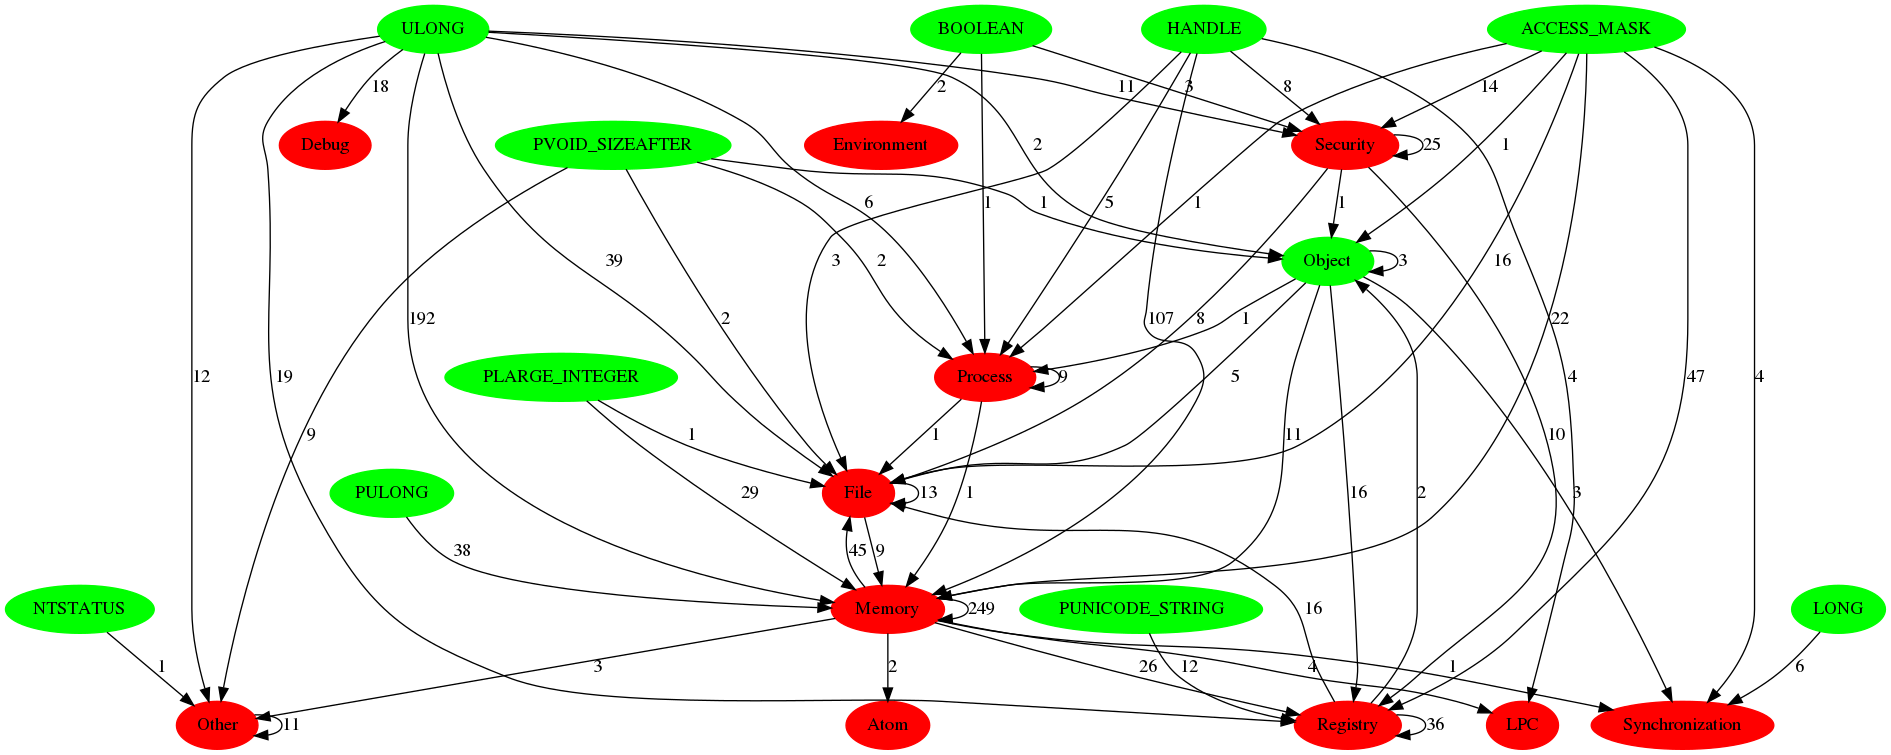 ULONG
BOOLEAN
HANDLE
ACCESS_MASK
18
2
11
3
8
14
Debug
PVOID_SIZEAFTER
Environment
Security
25
2
1
6
1
1
5
1
1
1
39
3
2
Object
3
16
192
2
107
8
1
22
12
19
PLARGE_INTEGER
Process
9
5
4
47
4
9
1
1
11
10
PULONG
29
File
13
1
16
2
3
38
45
9
NTSTATUS
Memory
249
PUNICODE_STRING
16
LONG
1
3
2
26
12
4
1
6
Other
11
Atom
Registry
36
LPC
Synchronization